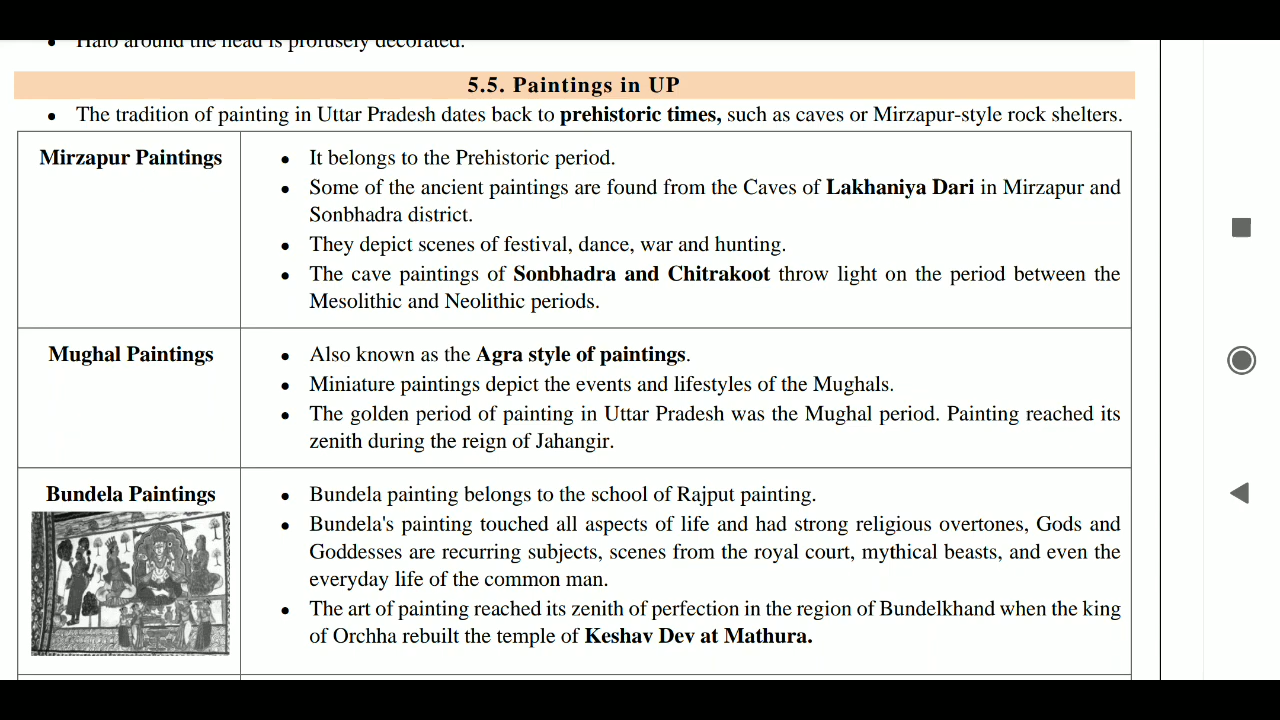 • Halo around the head is profusely decorated.
5.5. Paintings in UP
• The tradition of painting in Uttar Pradesh dates back to prehistoric times, such as caves or Mirzapur-style rock shelters.
Mirzapur Paintings
• It belongs to the Prehistoric period.
• Some of the ancient paintings are found from the Caves of Lakhaniya Dari in Mirzapur and
Sonbhadra district.
• They depict scenes of festival, dance, war and hunting.
• The cave paintings of Sonbhadra and Chitrakoot throw light on the period between the
Mesolithic and Neolithic periods.
Mughal Paintings
• Also known as the Agra style of paintings.
• Miniature paintings depict the events and lifestyles of the Mughals.
• The golden period of painting in Uttar Pradesh was the Mughal period. Painting reached its
zenith during the reign of Jahangir.
Bundela Paintings
• Bundela painting belongs to the school of Rajput painting.
• Bundela's painting touched all aspects of life and had strong religious overtones, Gods and
Goddesses are recurring subjects, scenes from the royal court, mythical beasts, and even the
everyday life of the common man.
• The art of painting reached its zenith of perfection in the region of Bundelkhand when the king
of Orchha rebuilt the temple of Keshav Dev at Mathura.